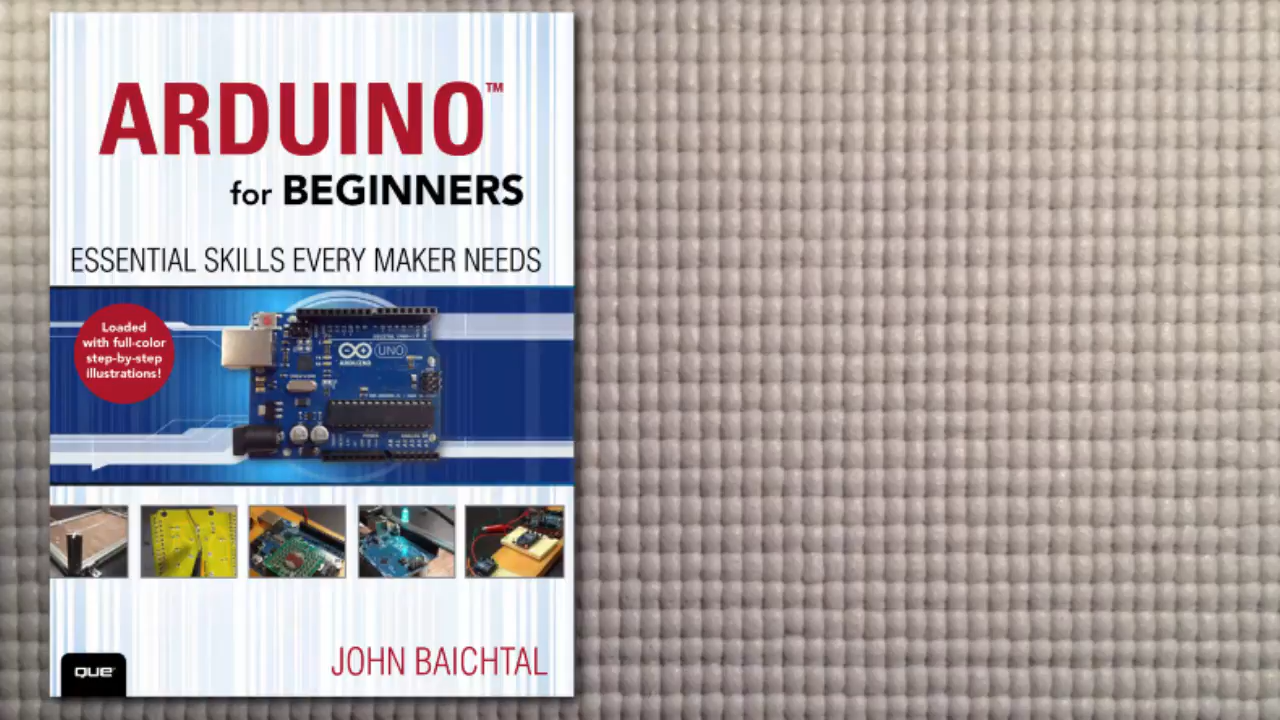 ARDUINO™
for BEGINNERS
ESSENTIAL SKILLS EVERY MAKER NEEDS
Loaded
with full-color
step-by-step
illustrations!
UNO
ARDUINO
JOHN BAICHTAL
que